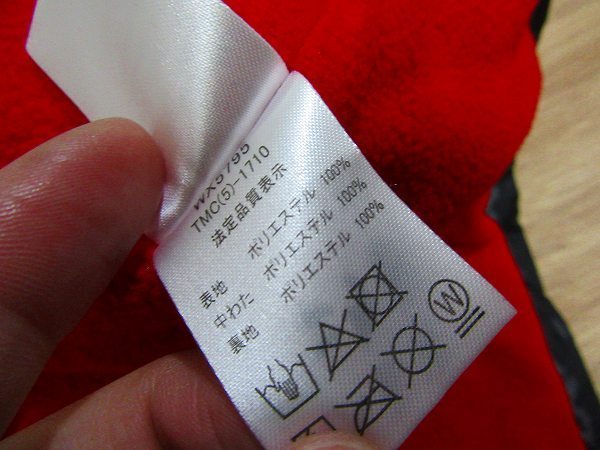 WX5795
TMC(5)-1710
法定品質表示
表地 ポリエステル 100%
中わた ポリエステル 100%
裏地 ポリエステル 100%
W